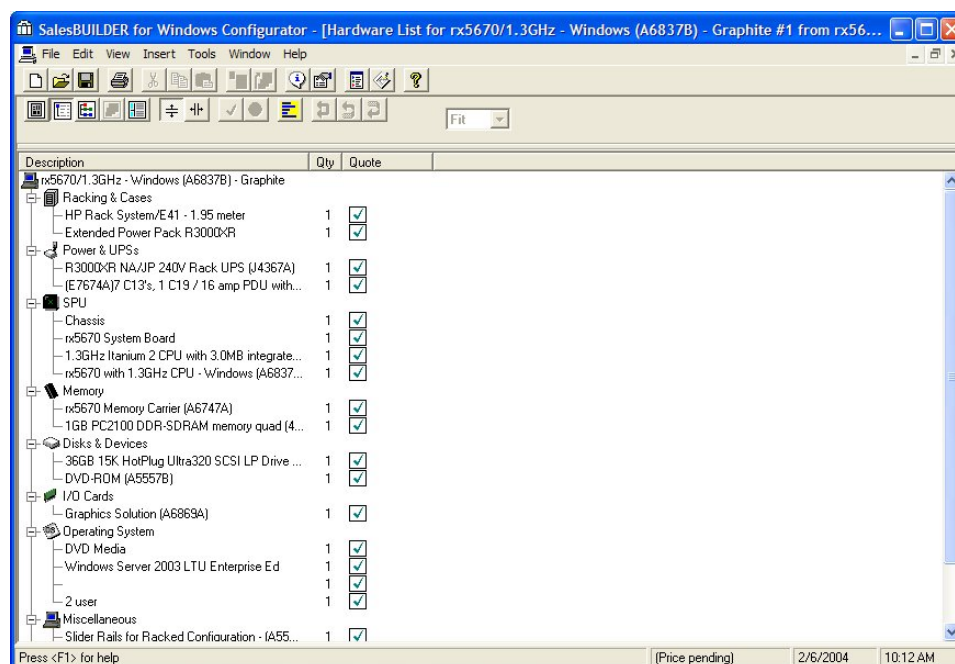 SalesBUILDER for Windows Configurator - [Hardware List for rx5670/1.3GHz - Windows (A6837B) - Graphite #1 from rx56...
File Edit View Insert Tools Window Help
Fit
Description Qty Quote
rx5670/1.3GHz - Windows (A6837B) - Graphite
Racking & Cases
HP Rack System/E41 - 1.95 meter 1
Extended Power Pack R3000XR 1
Power & UPSs
R3000XR NA/JP 240V Rack UPS (J4367A) 1
(E7674A)7 C13's, 1 C19 / 16 amp PDU with... 1
SPU
Chassis 1
rx5670 System Board 1
1.3GHz Itanium 2 CPU with 3.0MB integrate... 1
rx5670 with 1.3GHz CPU - Windows (A6837... 1
Memory
rx5670 Memory Carrier (A6747A) 1
1GB PC2100 DDR-SDRAM memory quad (4... 1
Disks & Devices
36GB 15K HotPlug Ultra320 SCSI LP Drive ... 1
DVD-ROM (A5557B) 1
I/O Cards
Graphics Solution (A6869A) 1
Operating System
DVD Media 1
Windows Server 2003 LTU Enterprise Ed 1
1
2 user 1
Miscellaneous
Slider Rails for Racked Configuration - (A55... 1
Press <F1> for help (Price pending) 2/6/2004 10:12 AM